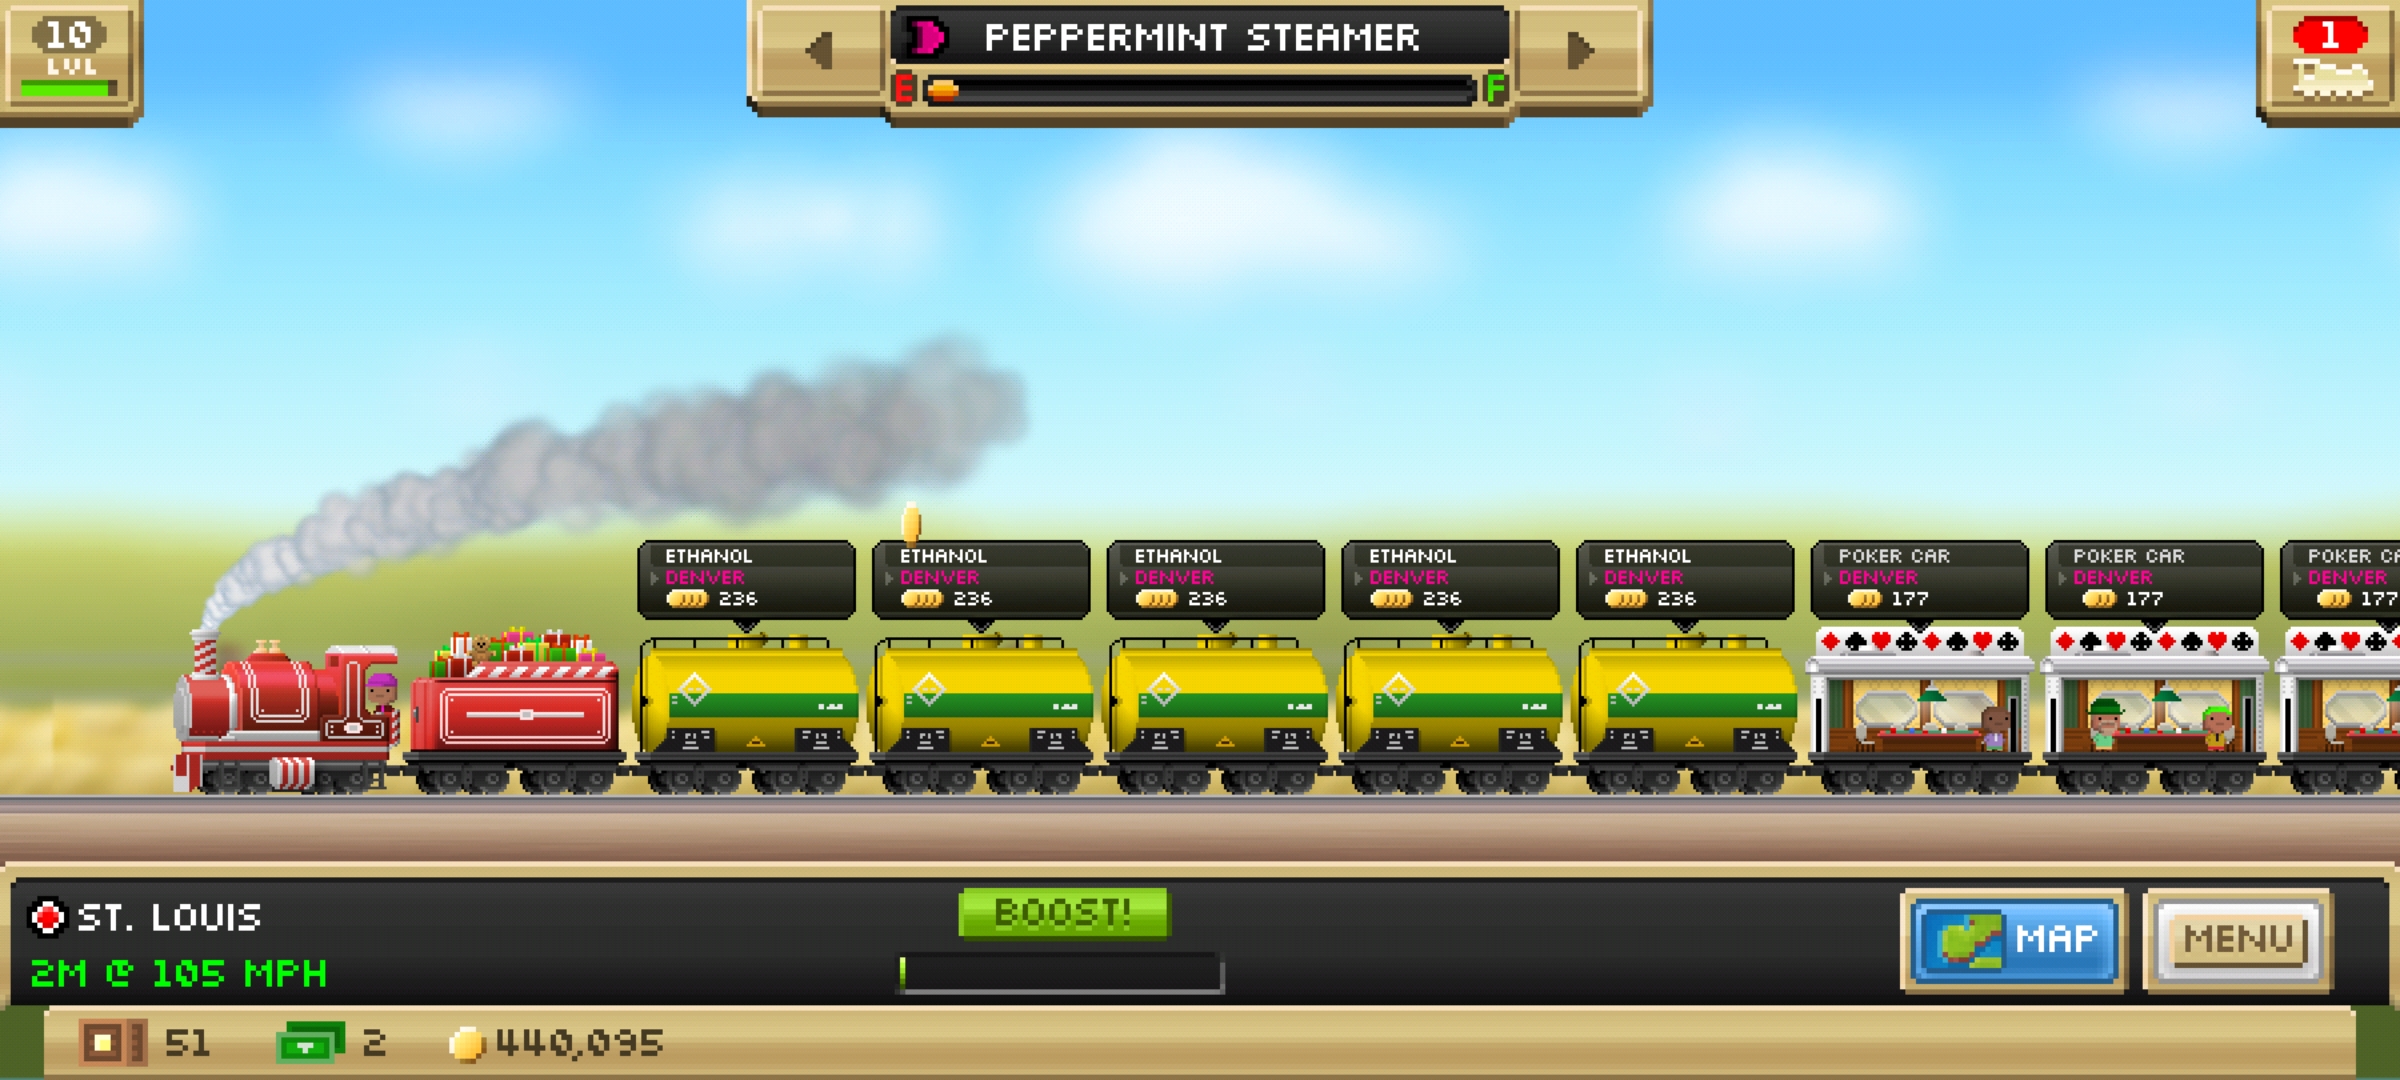 10
LVL
PEPPERMINT STEAMER
E F
1
ETHANOL
DENVER
236
ETHANOL
DENVER
236
ETHANOL
DENVER
236
ETHANOL
DENVER
236
ETHANOL
DENVER
236
POKER CAR
DENVER
177
POKER CAR
DENVER
177
POKER CA
DENVER
177
ST. LOUIS
2M @ 105 MPH
BOOST!
MAP
MENU
51
2
440,095